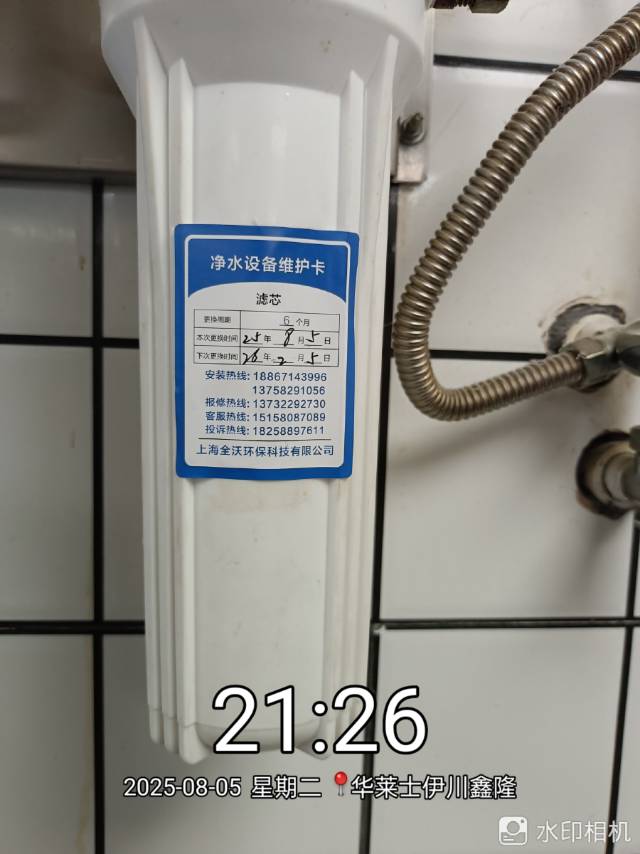 净水设备维护卡
滤芯
更换周期 6 个月
本次更换时间 25 年 8 月 5 日
下次更换时间 26 年 2 月 5 日
安装热线: 18867143996
13758291056
报修热线: 13732292730
客服热线: 15158087089
投诉热线: 18258897611
上海全沃环保科技有限公司
21:26
2025-08-05 星期二 📍华莱士伊川鑫隆
水印相机